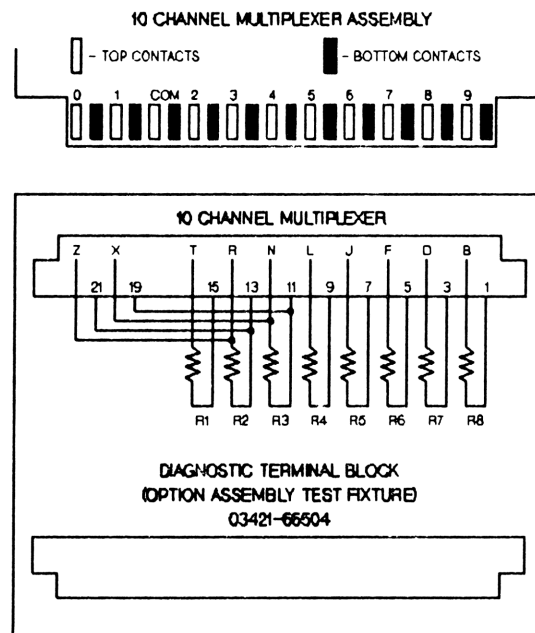 10 CHANNEL MULTIPLEXER ASSEMBLY
- TOP CONTACTS - BOTTOM CONTACTS
0 1 COM 2 3 4 5 6 7 8 9
10 CHANNEL MULTIPLEXER
Z X T R N L J F D B
21 19 15 13 11 9 7 5 3 1
R1 R2 R3 R4 R5 R6 R7 R8
DIAGNOSTIC TERMINAL BLOCK
(OPTION ASSEMBLY TEST FIXTURE)
03421-66504